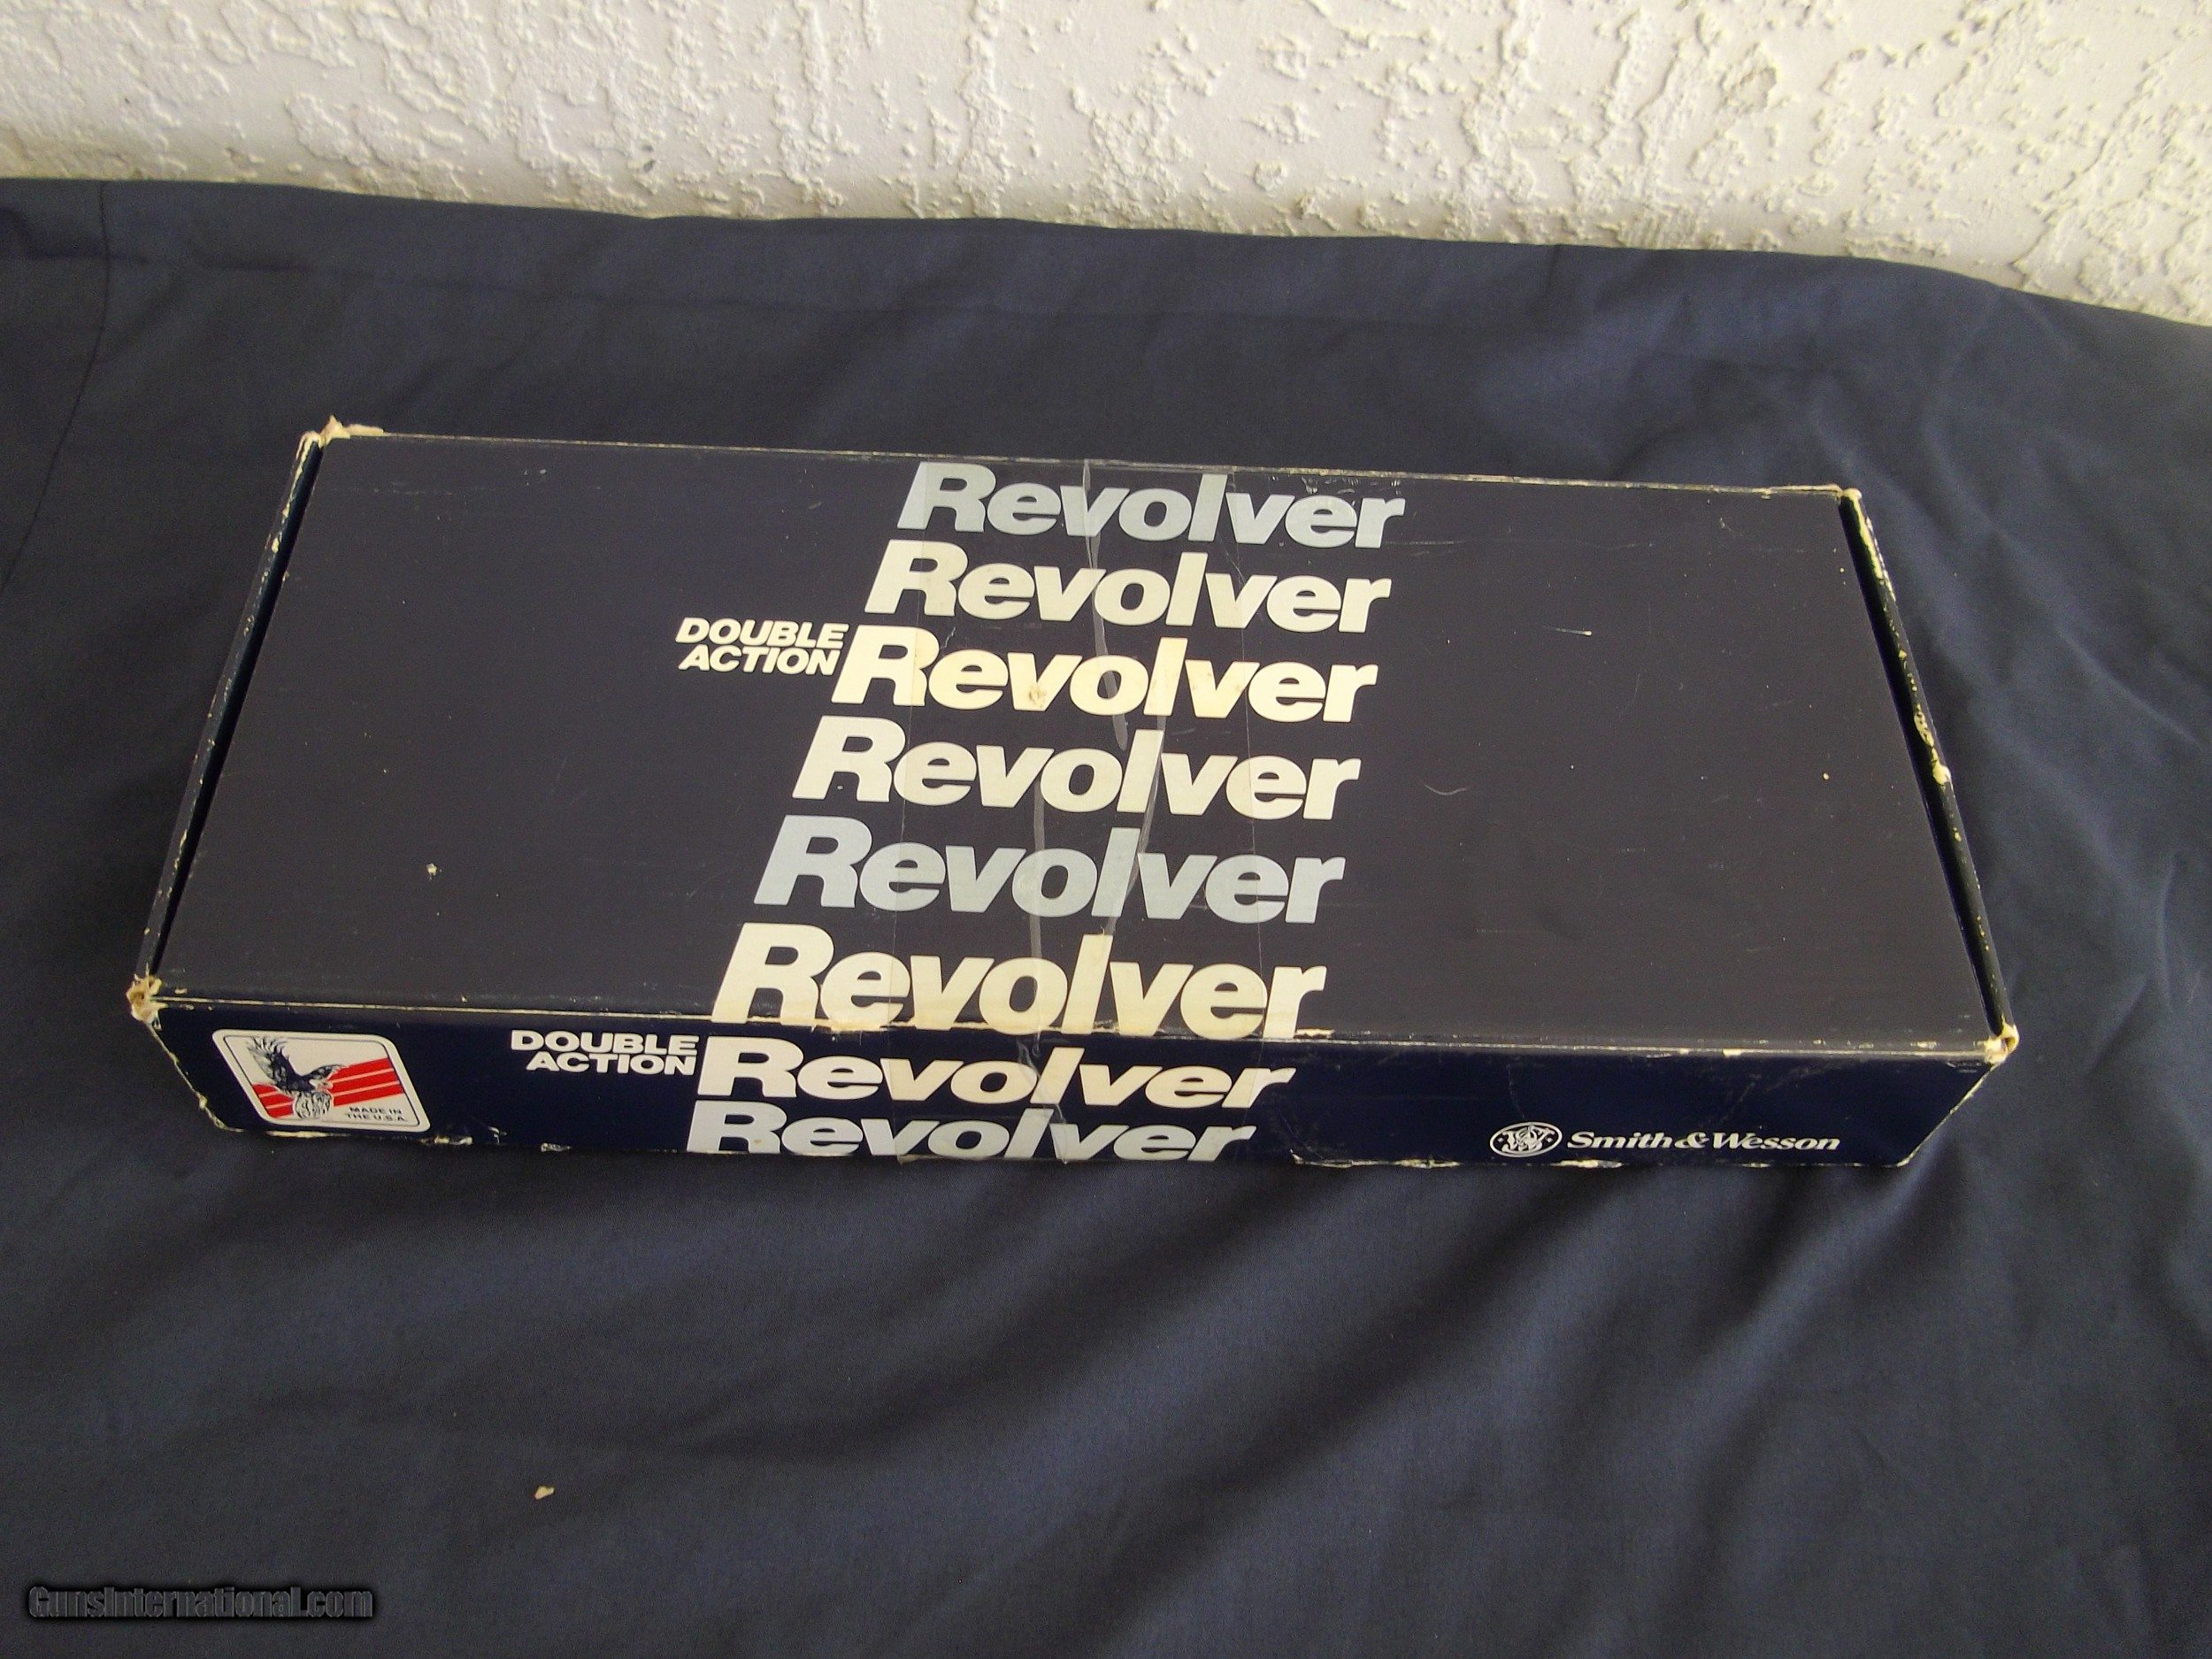 Revolver
Revolver
DOUBLE
ACTION
Revolver
Revolver
Revolver
Revolver
DOUBLE
ACTION
Revolver
Revolver
MADE IN
THE U.S.A.
Smith & Wesson
GunsInternational.com